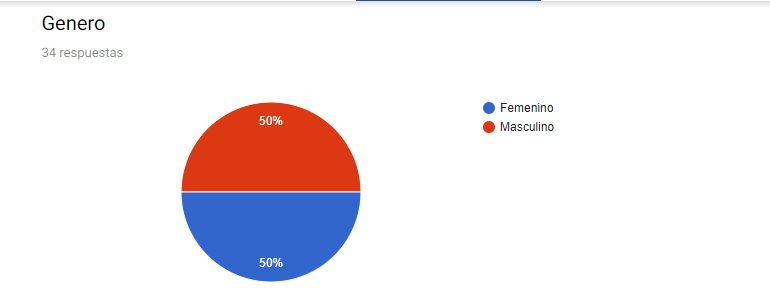 Genero
34 respuestas
50%
Femenino
Masculino
50%